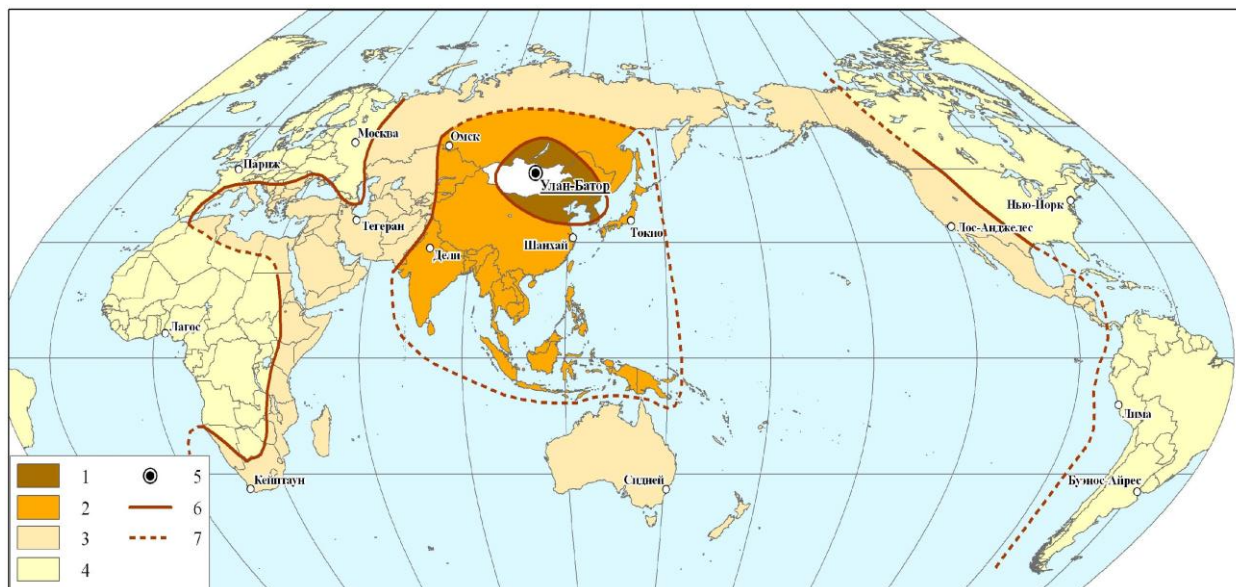 Москва
Омск
Париж
Улан-Батор
Нью-Йорк
Тегеран
Токио
Лос-Анджелес
Шанхай
Дели
Лагос
Лима
Кейптаун
Сидней
Буэнос-Айрес
1 5
2 6
3 7
4